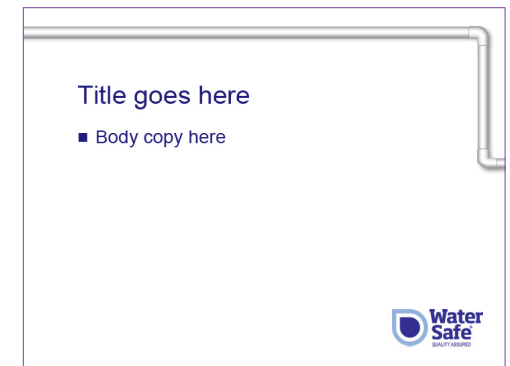 Title goes here
■ Body copy here
Water
Safe®
QUALITY ASSURED